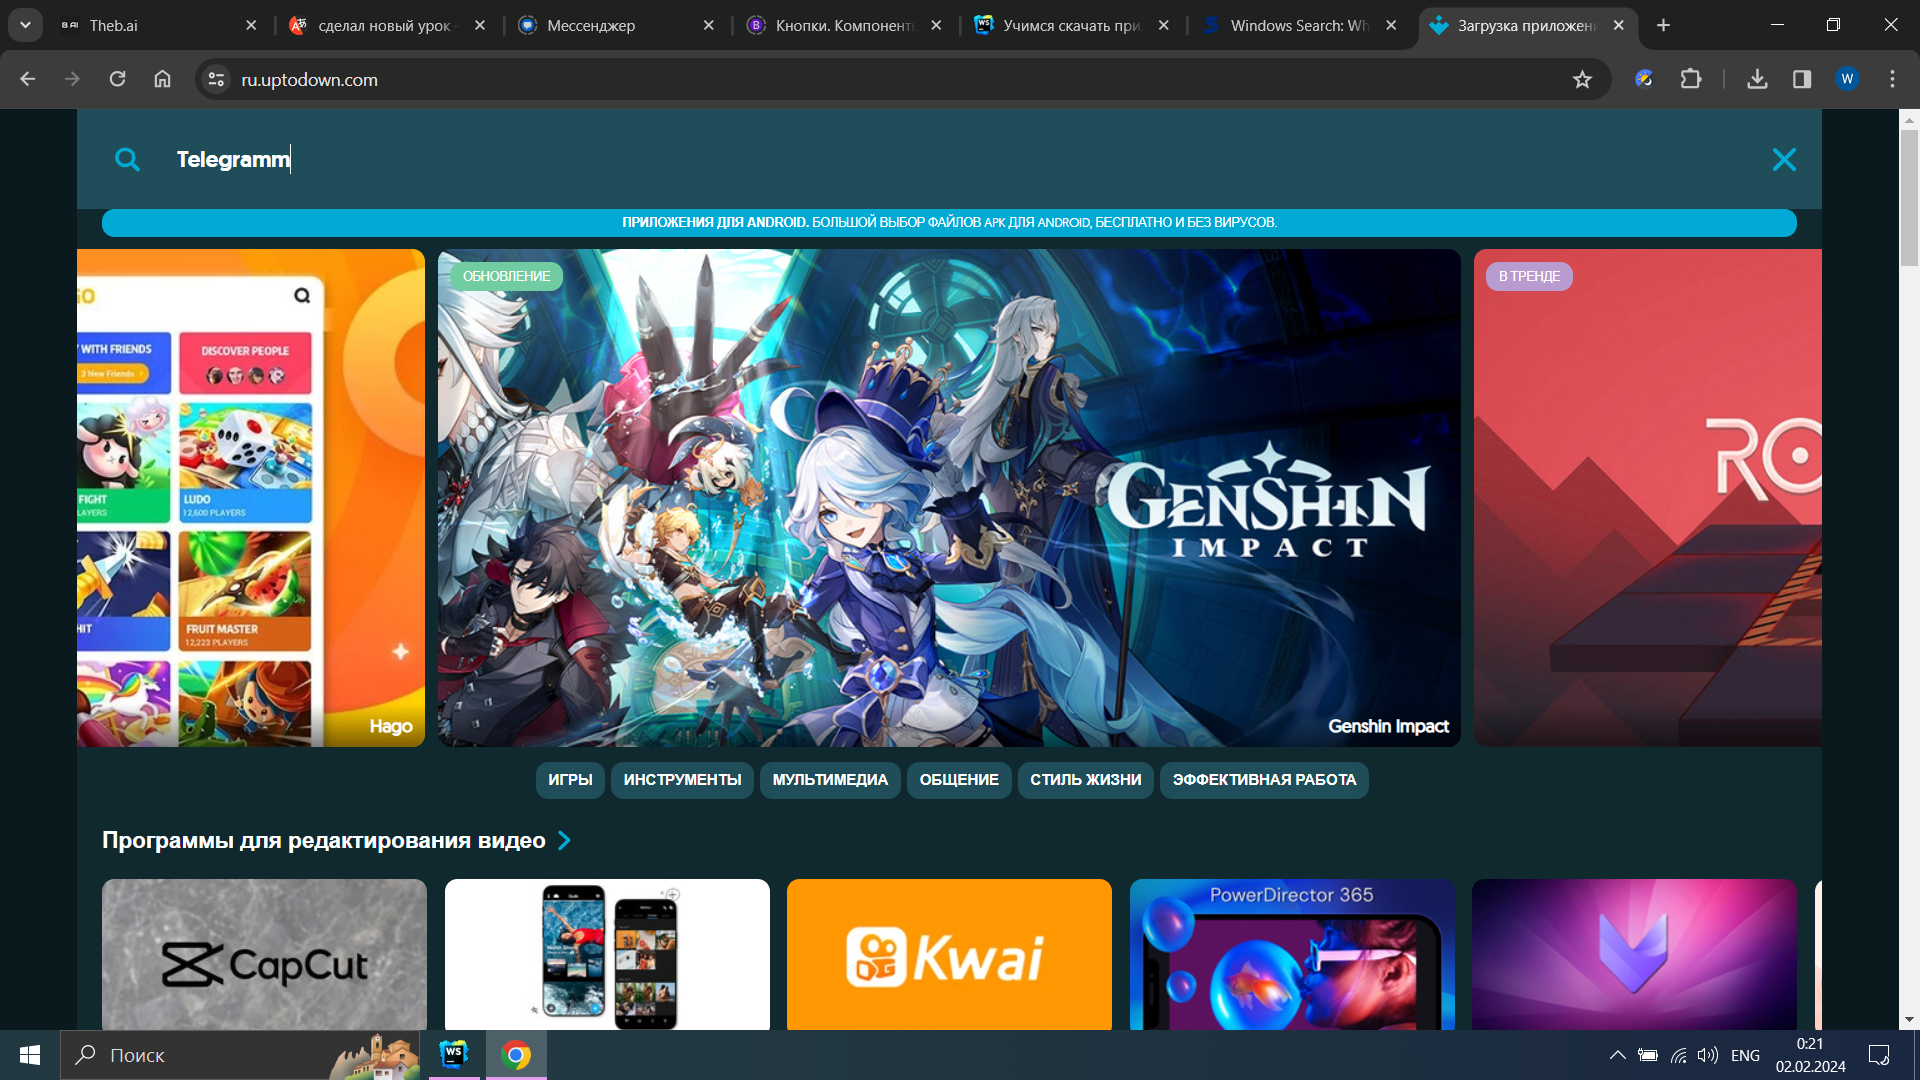 B AI Theb.ai
сделал новый урок -
Мессенджер
Кнопки. Компонент
WS Учимся скачать при
Windows Search: Wh
Загрузка приложен
ru.uptodown.com
W
Telegramm
ПРИЛОЖЕНИЯ ДЛЯ ANDROID. БОЛЬШОЙ ВЫБОР ФАЙЛОВ APK ДЛЯ ANDROID, БЕСПЛАТНО И БЕЗ ВИРУСОВ.
GO
WITH FRIENDS
3 New Friends
DISCOVER PEOPLE
FIGHT
LUDO
12,600 PLAYERS
FRUIT MASTER
12,223 PLAYERS
Hago
ОБНОВЛЕНИЕ
GENSHIN
IMPACT
Genshin Impact
В ТРЕНДЕ
RO
ИГРЫ ИНСТРУМЕНТЫ МУЛЬТИМЕДИА ОБЩЕНИЕ СТИЛЬ ЖИЗНИ ЭФФЕКТИВНАЯ РАБОТА
Программы для редактирования видео
CapCut
Kwai
PowerDirector 365
Поиск
WS
ENG
0:21
02.02.2024